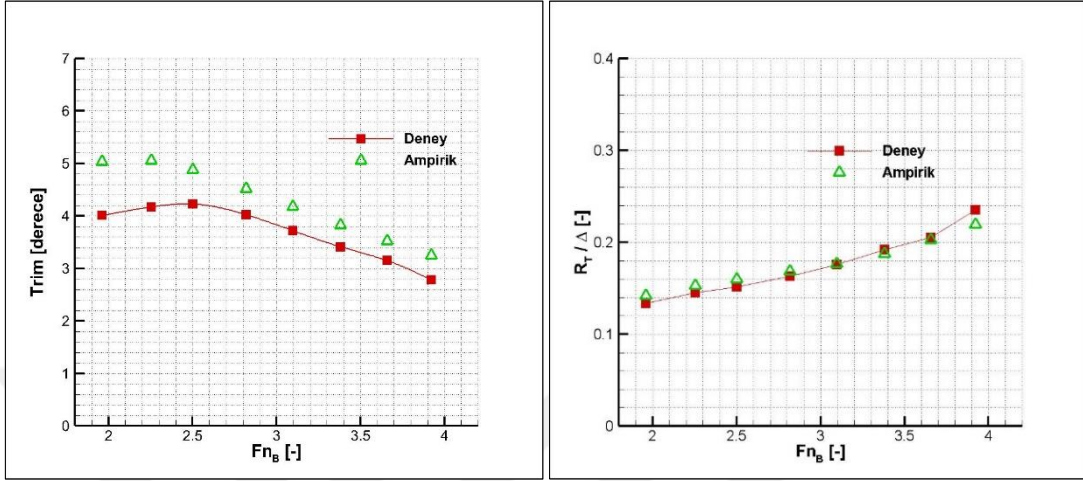 7
6
5
4
3
2
1
0
Trim [derece]
Deney
Ampirik
2
2.5
3
3.5
4
Fn_B [-]
0.4
0.3
0.2
0.1
0
R_T / Δ [-]
Deney
Ampirik
2
2.5
3
3.5
4
Fn_B [-]